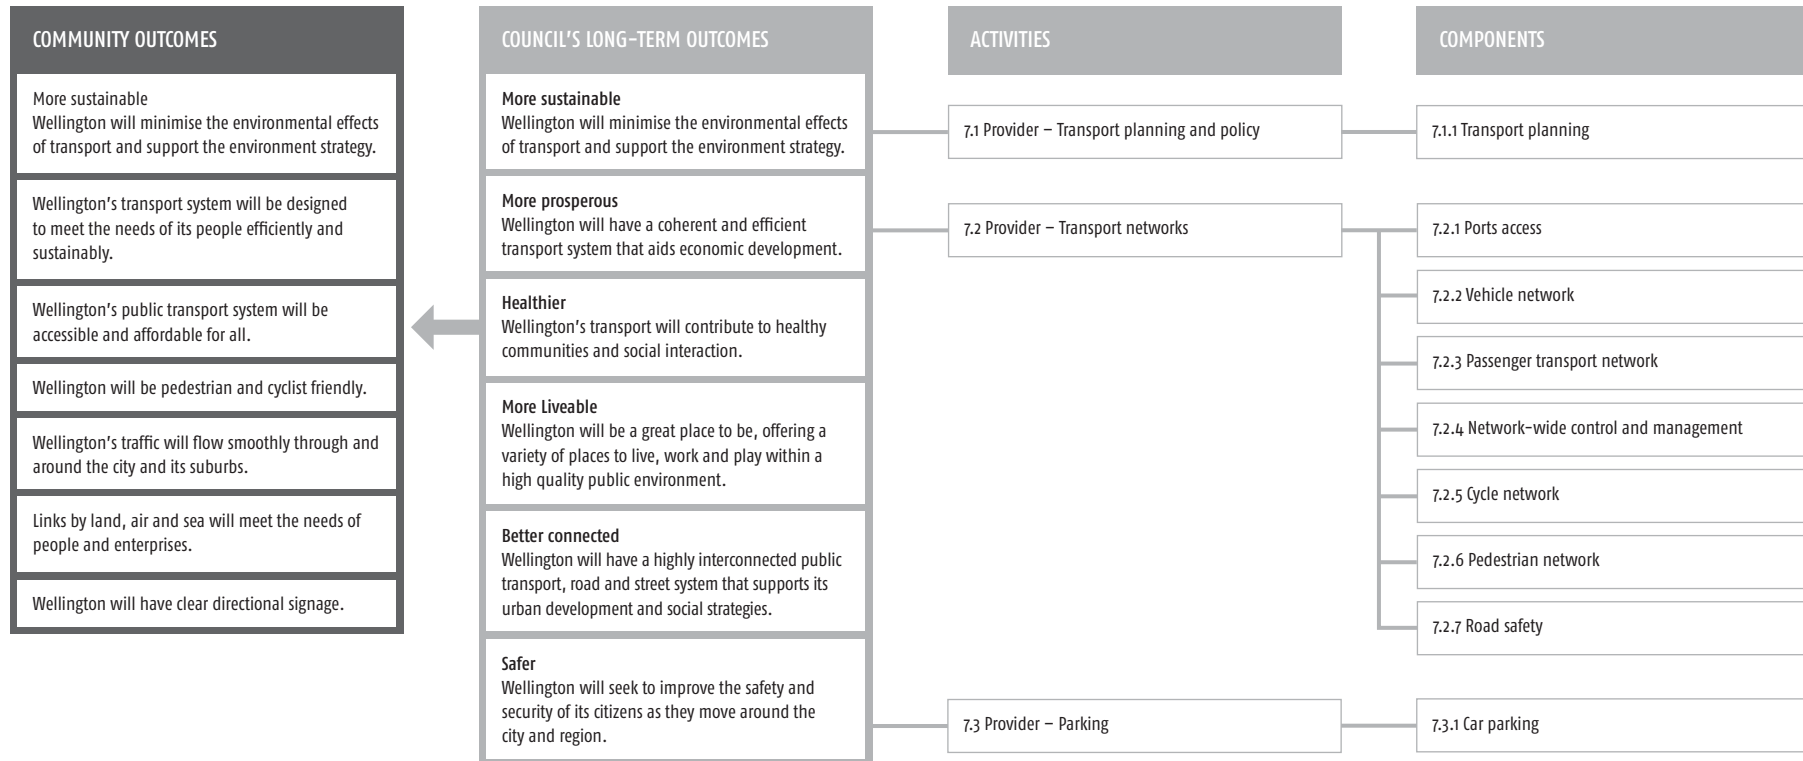 COMMUNITY OUTCOMES
More sustainable
Wellington will minimise the environmental effects
of transport and support the environment strategy.
Wellington's transport system will be designed
to meet the needs of its people efficiently and
sustainably.
Wellington's public transport system will be
accessible and affordable for all.
Wellington will be pedestrian and cyclist friendly.
Wellington's traffic will flow smoothly through and
around the city and its suburbs.
Links by land, air and sea will meet the needs of
people and enterprises.
Wellington will have clear directional signage.
COUNCIL'S LONG-TERM OUTCOMES
More sustainable
Wellington will minimise the environmental effects
of transport and support the environment strategy.
More prosperous
Wellington will have a coherent and efficient
transport system that aids economic development.
Healthier
Wellington's transport will contribute to healthy
communities and social interaction.
More Liveable
Wellington will be a great place to be, offering a
variety of places to live, work and play within a
high quality public environment.
Better connected
Wellington will have a highly interconnected public
transport, road and street system that supports its
urban development and social strategies.
Safer
Wellington will seek to improve the safety and
security of its citizens as they move around the
city and region.
ACTIVITIES
7.1 Provider – Transport planning and policy
7.2 Provider – Transport networks
7.3 Provider – Parking
COMPONENTS
7.1.1 Transport planning
7.2.1 Ports access
7.2.2 Vehicle network
7.2.3 Passenger transport network
7.2.4 Network-wide control and management
7.2.5 Cycle network
7.2.6 Pedestrian network
7.2.7 Road safety
7.3.1 Car parking